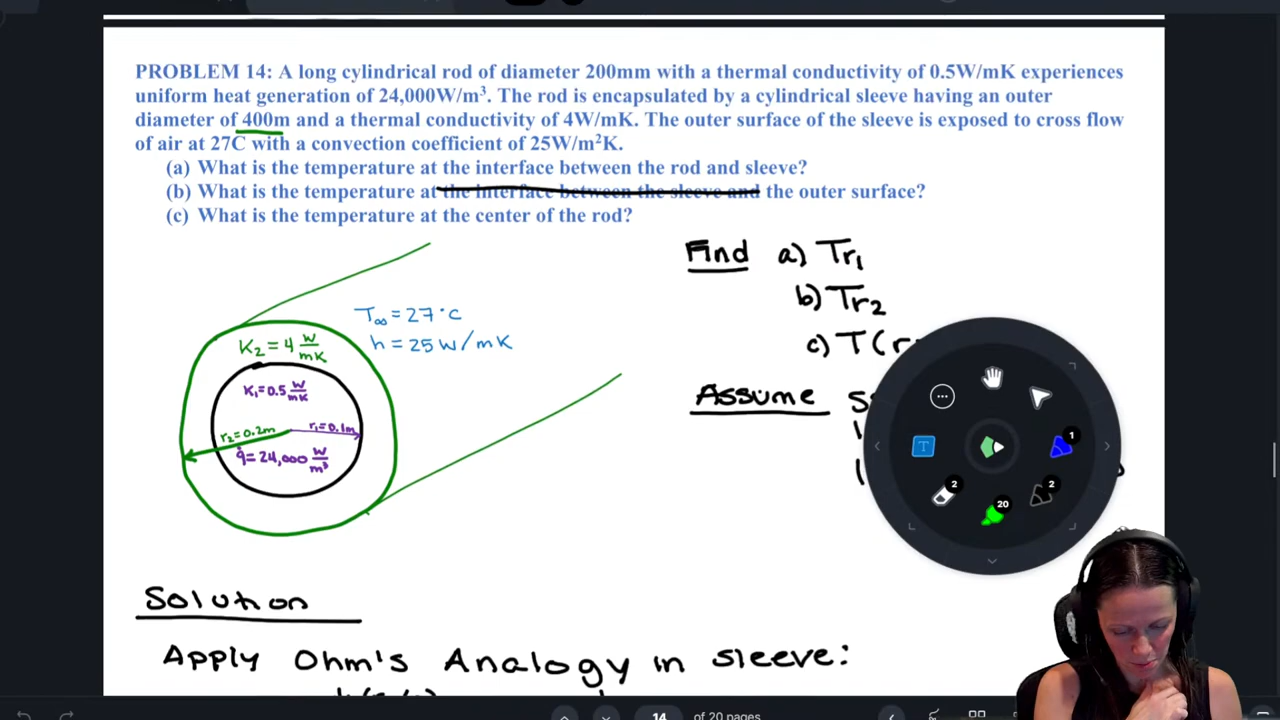 PROBLEM 14: A long cylindrical rod of diameter 200mm with a thermal conductivity of 0.5W/mK experiences
uniform heat generation of 24,000W/m³. The rod is encapsulated by a cylindrical sleeve having an outer
diameter of 400m and a thermal conductivity of 4W/mK. The outer surface of the sleeve is exposed to cross flow
of air at 27C with a convection coefficient of 25W/m²K.
(a) What is the temperature at the interface between the rod and sleeve?
(b) What is the temperature at the interface between the sleeve and the outer surface?
(c) What is the temperature at the center of the rod?
Find a) Tr₁
b) Tr₂
c) T(r
Assume
T∞ = 27°C
h = 25 W/mK
K₂ = 4 W/mK
K₁ = 0.5 W/mK
r₁ = 0.1m
r₂ = 0.2m
q̇ = 24,000 W/m³
T
1
2
2
20
Solution
Apply Ohm's Analogy in sleeve:
14 of 20 pages